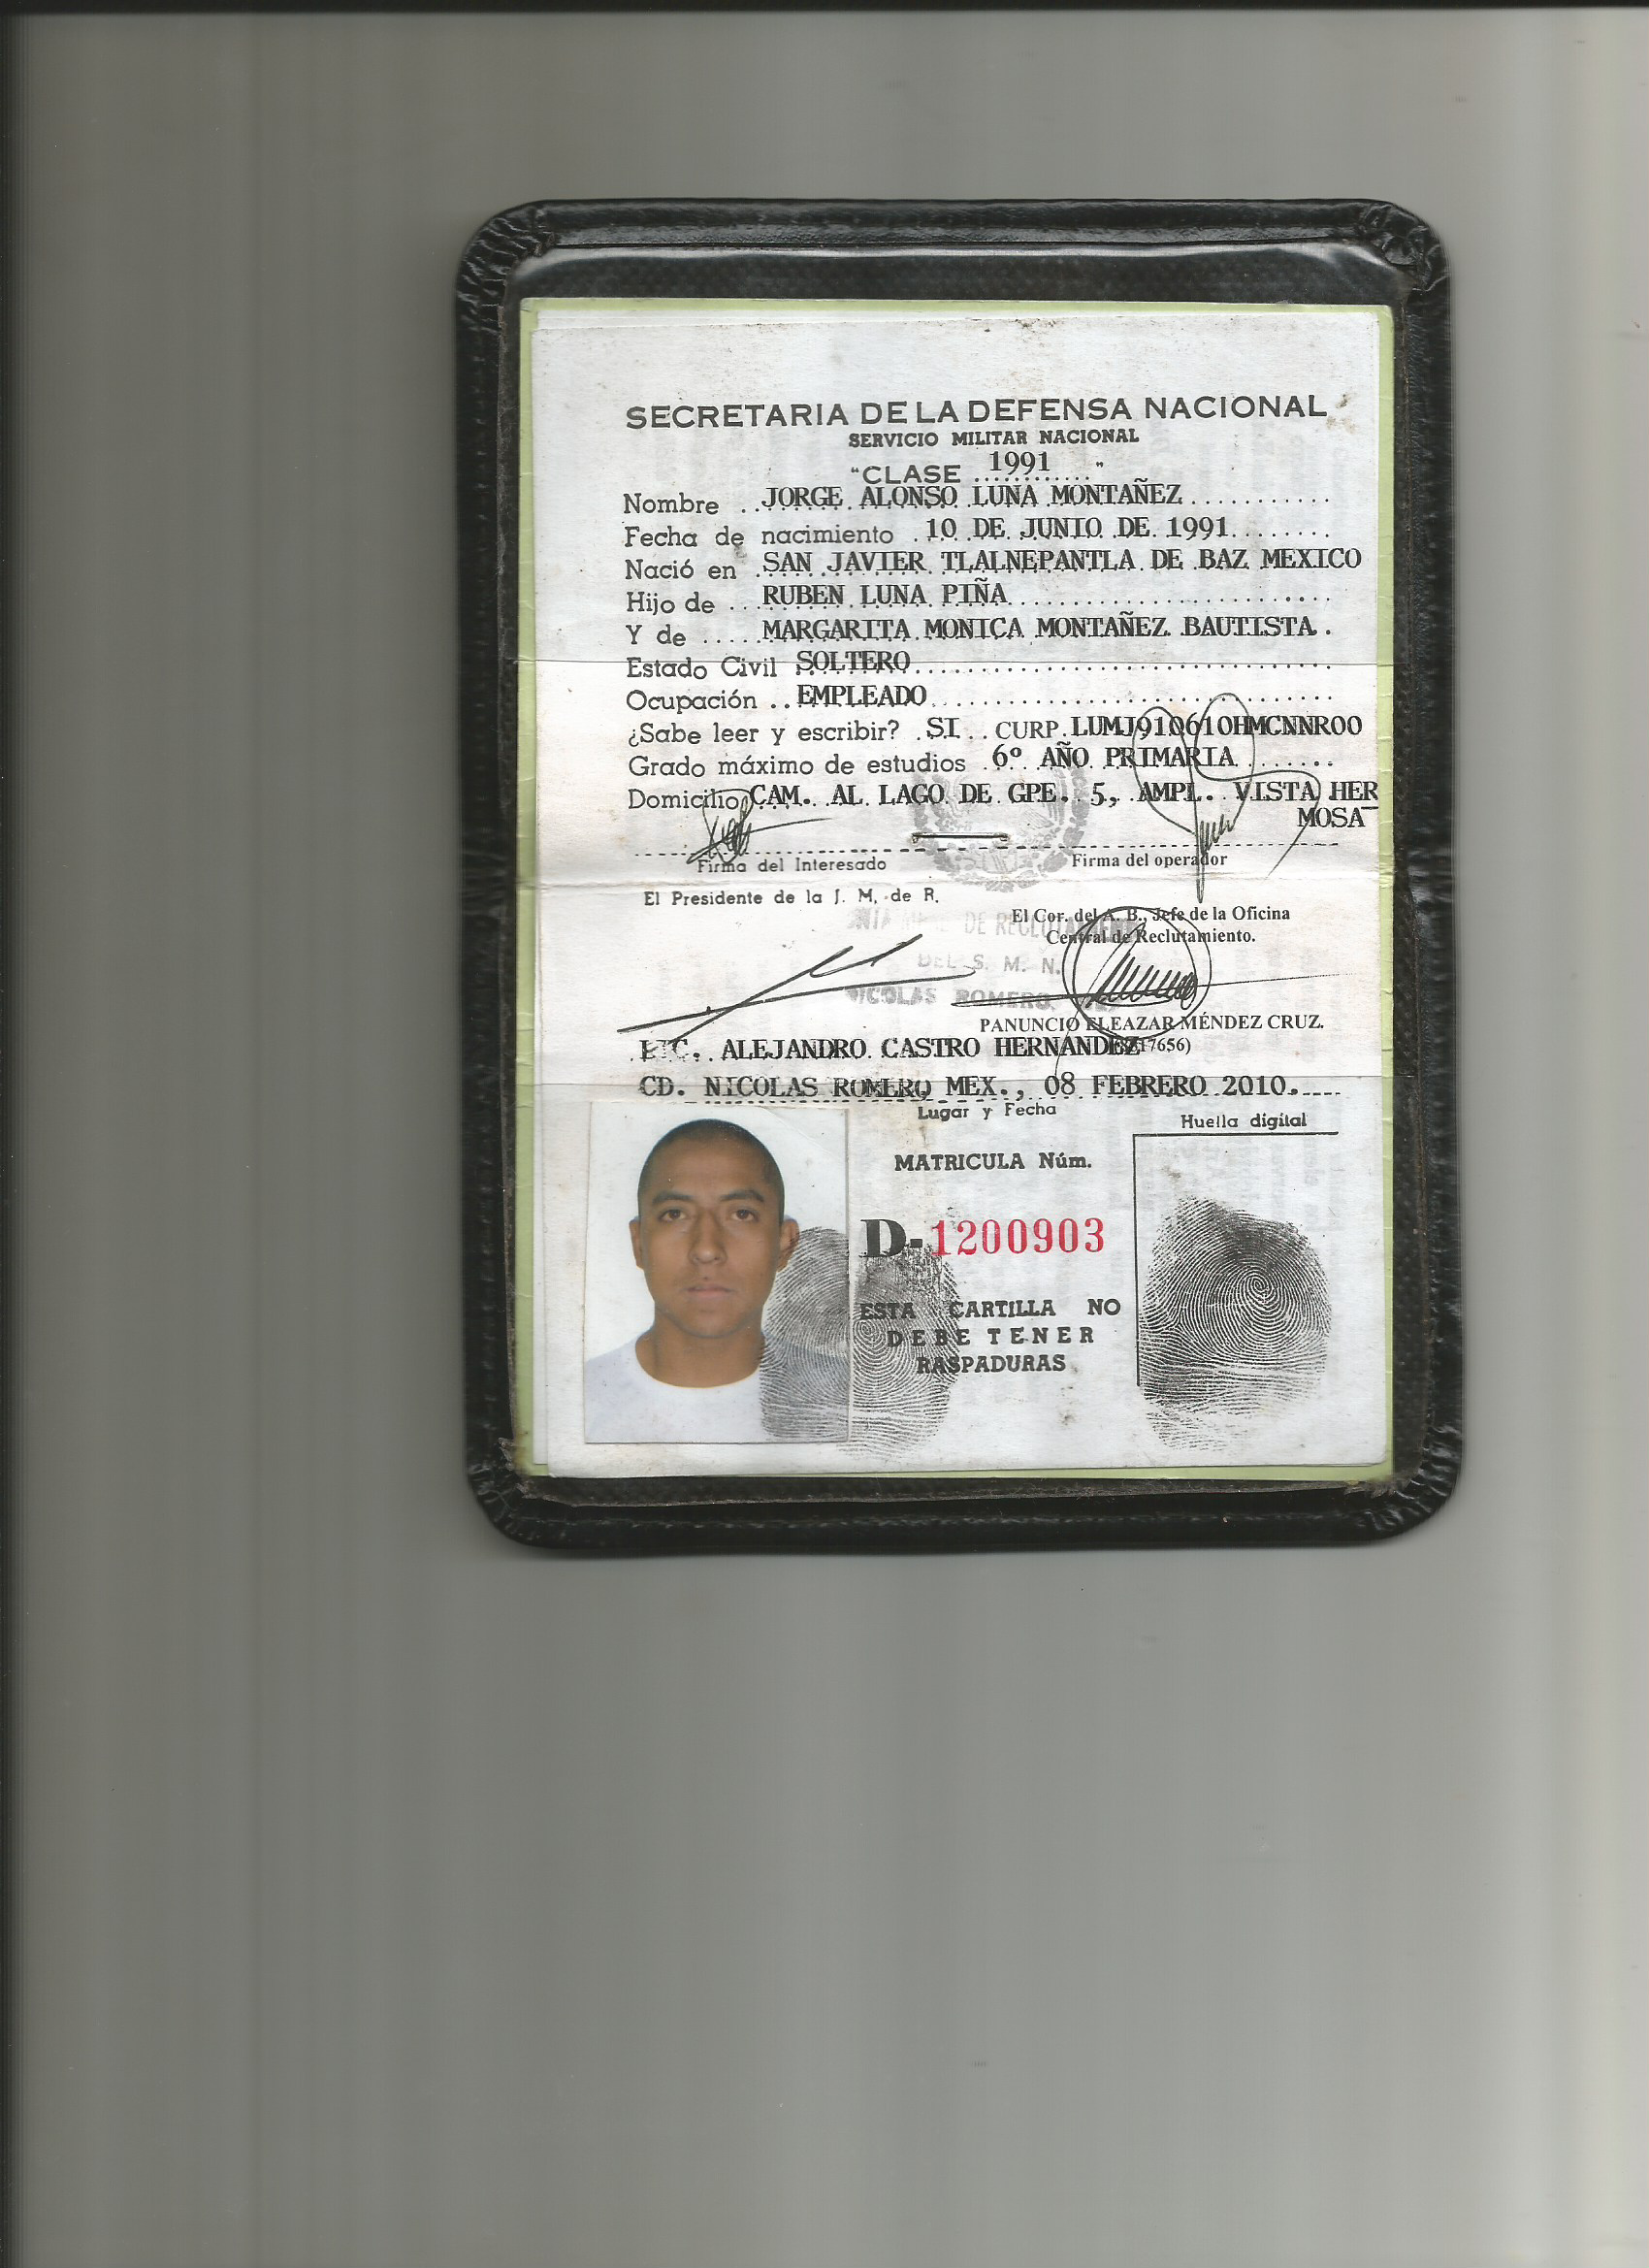 SECRETARIA DE LA DEFENSA NACIONAL
SERVICIO MILITAR NACIONAL
"CLASE 1991"
Nombre JORGE ALONSO LUNA MONTAÑEZ
Fecha de nacimiento 10 DE JUNIO DE 1991
Nació en SAN JAVIER TLALNEPANTLA DE BAZ MEXICO
Hijo de RUBEN LUNA PIÑA
Y de MARGARITA MONICA MONTAÑEZ BAUTISTA
Estado Civil SOLTERO
Ocupación EMPLEADO
¿Sabe leer y escribir? SI CURP LUMJ910610HMCNNR00
Grado máximo de estudios 6º AÑO PRIMARIA
Domicilio CAM. AL LAGO DE GPE. 5, AMPL. VISTA HER
MOSA
Firma del Interesado Firma del operador
El Presidente de la J. M. de R.
El Cor. del A. B., Jefe de la Oficina
Central de Reclutamiento.
DE RECLUTAMIENTO
DEL S. M. N.
NICOLAS ROMERO,
PANUNCIO ELEAZAR MÉNDEZ CRUZ.
LIC. ALEJANDRO CASTRO HERNANDEZ 7656)
CD. NICOLAS ROMERO MEX., 08 FEBRERO 2010.
Lugar y Fecha
Huella digital
MATRICULA Núm.
D-1200903
ESTA CARTILLA NO
DEBE TENER
RASPADURAS